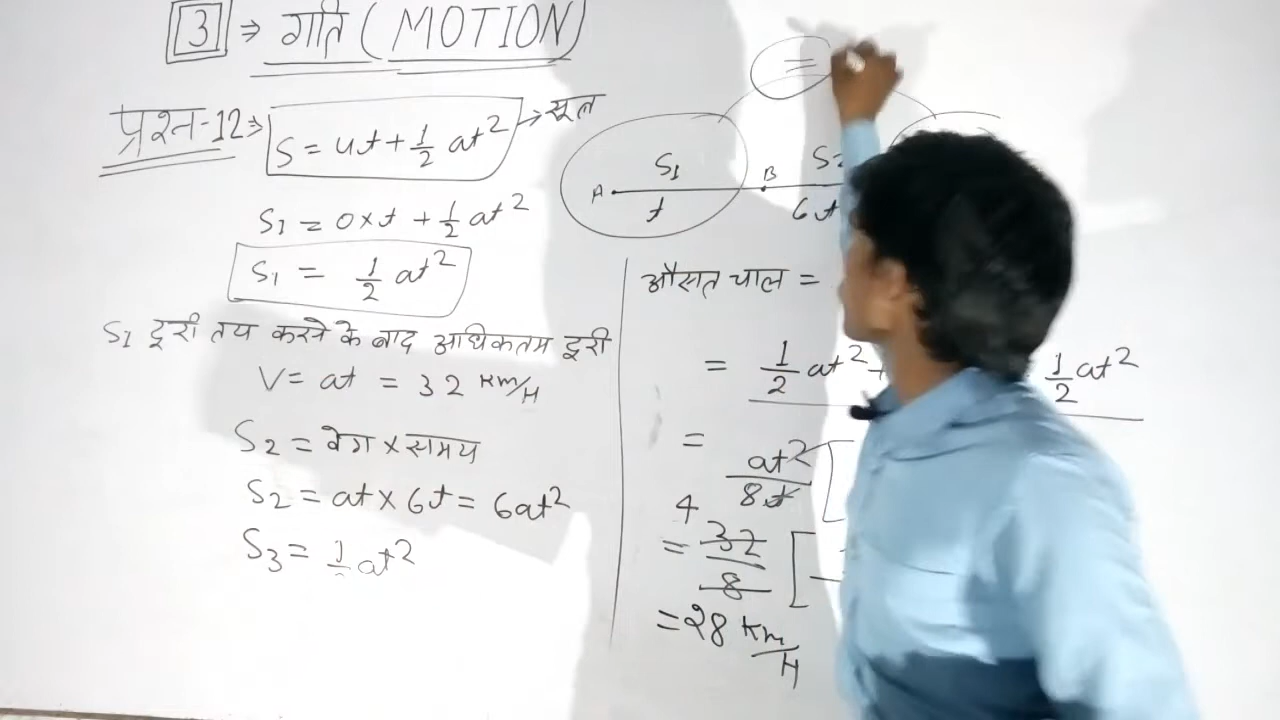 3 ⇒ गति (MOTION)
प्रश्न-12⇒ S = ut + 1/2 at² → सूत्र
S₁ = 0×t + 1/2 at²
S₁ = 1/2 at²
S₁ दूरी तय करने के बाद अधिकतम दूरी
V = at = 32 Km/H
S₂ = वेग × समय
S₂ = at × 6t = 6at²
S₃ = 1/2 at²
=
S₁ S₂
A B
t 6t
औसत चाल =
= 1/2 at² + 1/2 at²
= at²/8t [
4
= 32/8 [
= 28 Km/H